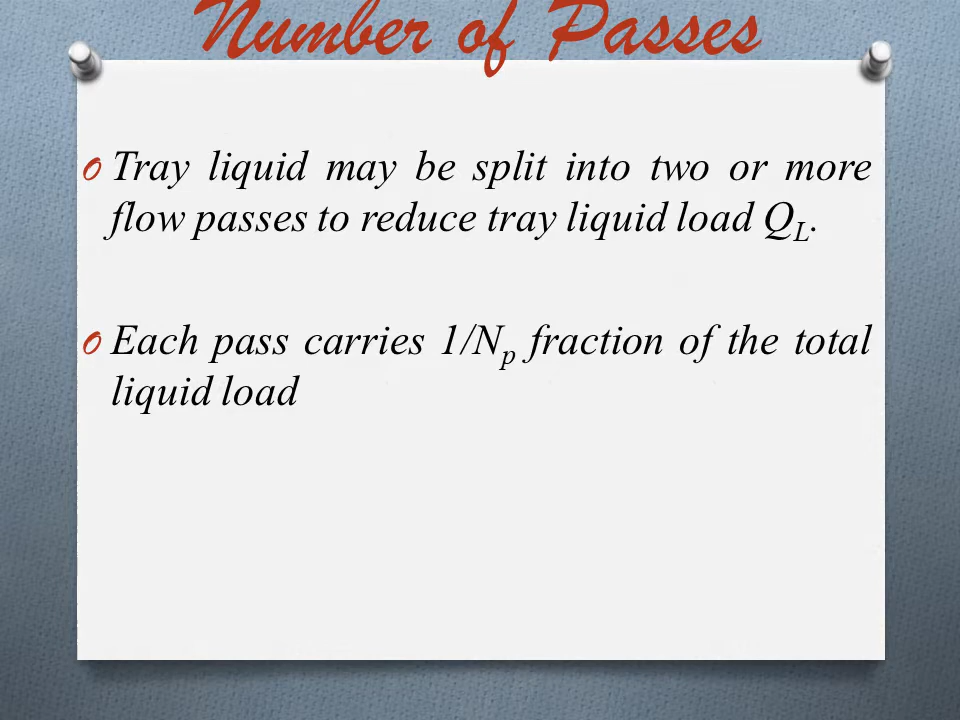 Number of Passes
O Tray liquid may be split into two or more
flow passes to reduce tray liquid load QL.
O Each pass carries 1/Np fraction of the total
liquid load